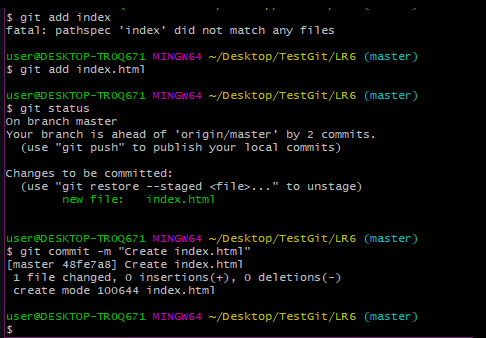 $ git add index
fatal: pathspec 'index' did not match any files
user@DESKTOP-TR0Q671 MINGW64 ~/Desktop/TestGit/LR6 (master)
$ git add index.html
user@DESKTOP-TR0Q671 MINGW64 ~/Desktop/TestGit/LR6 (master)
$ git status
On branch master
Your branch is ahead of 'origin/master' by 2 commits.
  (use "git push" to publish your local commits)
Changes to be committed:
  (use "git restore --staged <file>..." to unstage)
        new file:   index.html
user@DESKTOP-TR0Q671 MINGW64 ~/Desktop/TestGit/LR6 (master)
$ git commit -m "Create index.html"
[master 48fe7a8] Create index.html
 1 file changed, 0 insertions(+), 0 deletions(-)
 create mode 100644 index.html
user@DESKTOP-TR0Q671 MINGW64 ~/Desktop/TestGit/LR6 (master)
$